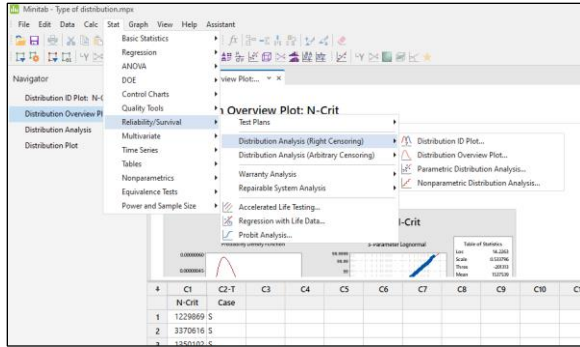 Minitab - Type of distribution.mpx
File Edit Data Calc Stat Graph View Help Assistant
Navigator
Distribution ID Plot: N-C
Distribution Overview Pl
Distribution Analysis
Distribution Plot
Basic Statistics
Regression
ANOVA
DOE
Control Charts
Quality Tools
Reliability/Survival
Multivariate
Time Series
Tables
Nonparametrics
Equivalence Tests
Power and Sample Size
view Plot:...
Overview Plot: N-Crit
Test Plans
Distribution Analysis (Right Censoring)
Distribution Analysis (Arbitrary Censoring)
Warranty Analysis
Repairable System Analysis
Accelerated Life Testing...
Regression with Life Data...
Probit Analysis...
Distribution ID Plot...
Distribution Overview Plot...
Parametric Distribution Analysis...
Nonparametric Distribution Analysis...
-Crit
Probability Density Function
3-Parameter Lognormal
Table of Statistics
Loc
Scale
Thres
Mean
C1 C2-T C3 C4 C5 C6 C7 C8 C9 C10
N-Crit Case
1 1229869 S
2 3370616 S
3 1350102 S